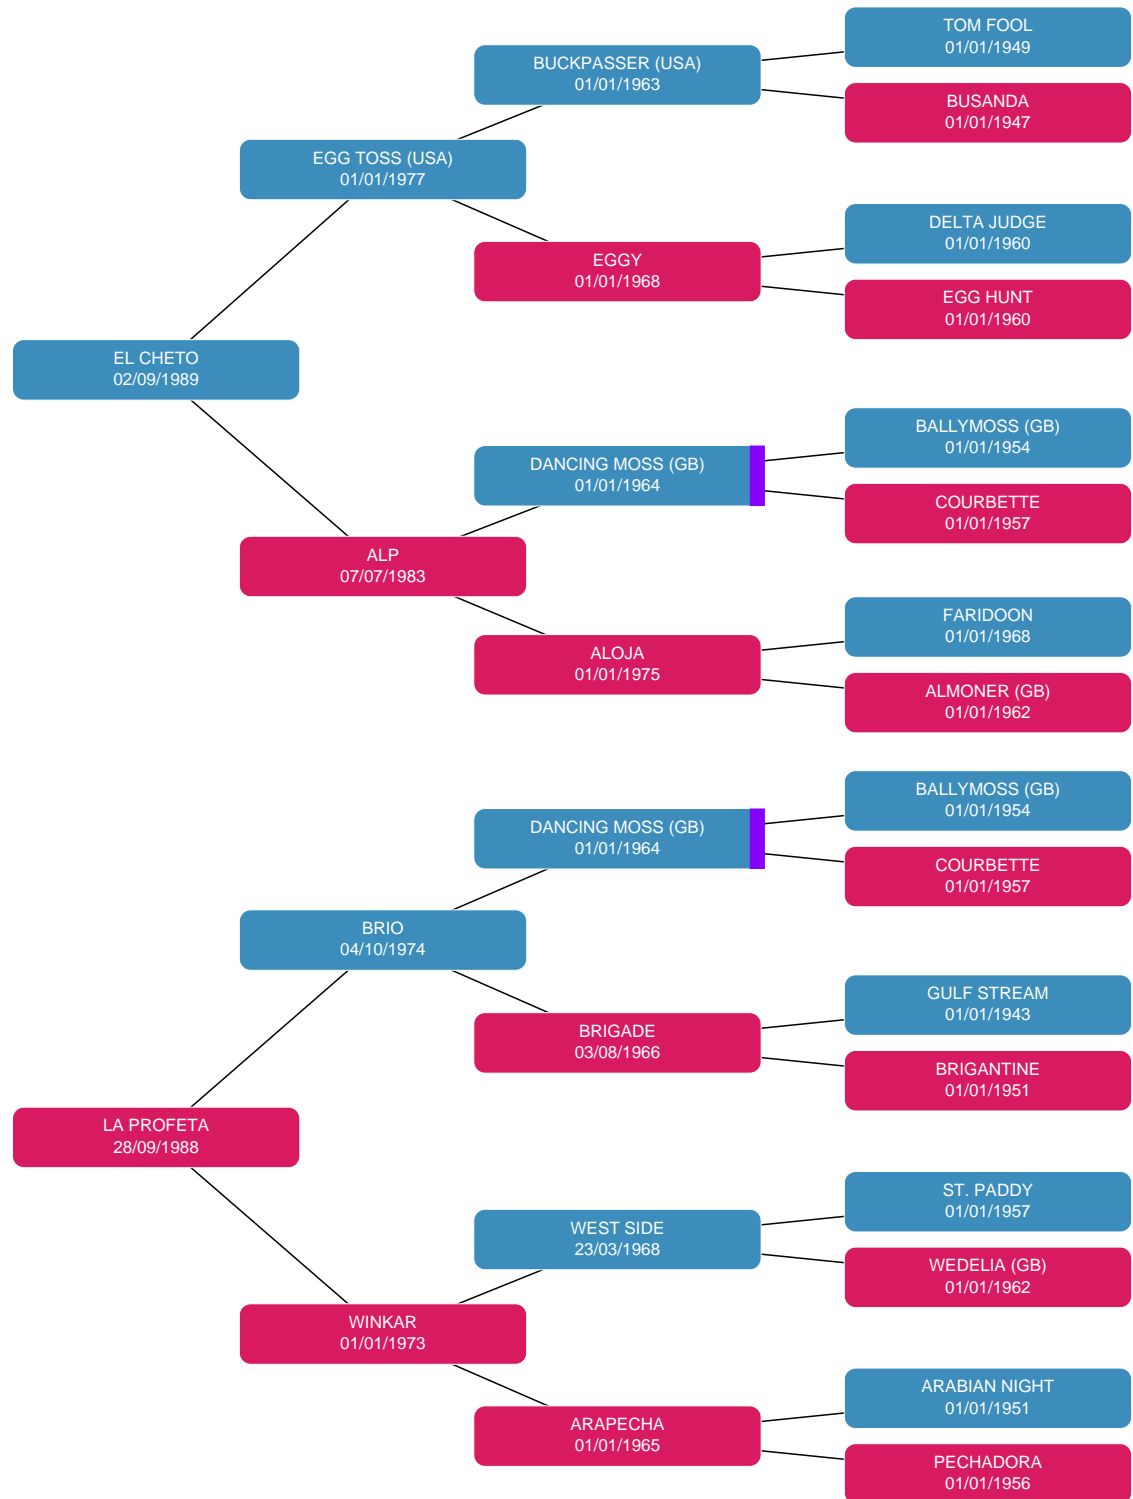 TOM FOOL
01/01/1949
BUCKPASSER (USA)
01/01/1963
BUSANDA
01/01/1947
EGG TOSS (USA)
01/01/1977
DELTA JUDGE
01/01/1960
EGGY
01/01/1968
EGG HUNT
01/01/1960
EL CHETO
02/09/1989
BALLYMOSS (GB)
01/01/1954
DANCING MOSS (GB)
01/01/1964
COURBETTE
01/01/1957
ALP
07/07/1983
FARIDOON
01/01/1968
ALOJA
01/01/1975
ALMONER (GB)
01/01/1962
BALLYMOSS (GB)
01/01/1954
DANCING MOSS (GB)
01/01/1964
COURBETTE
01/01/1957
BRIO
04/10/1974
GULF STREAM
01/01/1943
BRIGADE
03/08/1966
BRIGANTINE
01/01/1951
LA PROFETA
28/09/1988
ST. PADDY
01/01/1957
WEST SIDE
23/03/1968
WEDELIA (GB)
01/01/1962
WINKAR
01/01/1973
ARABIAN NIGHT
01/01/1951
ARAPECHA
01/01/1965
PECHADORA
01/01/1956